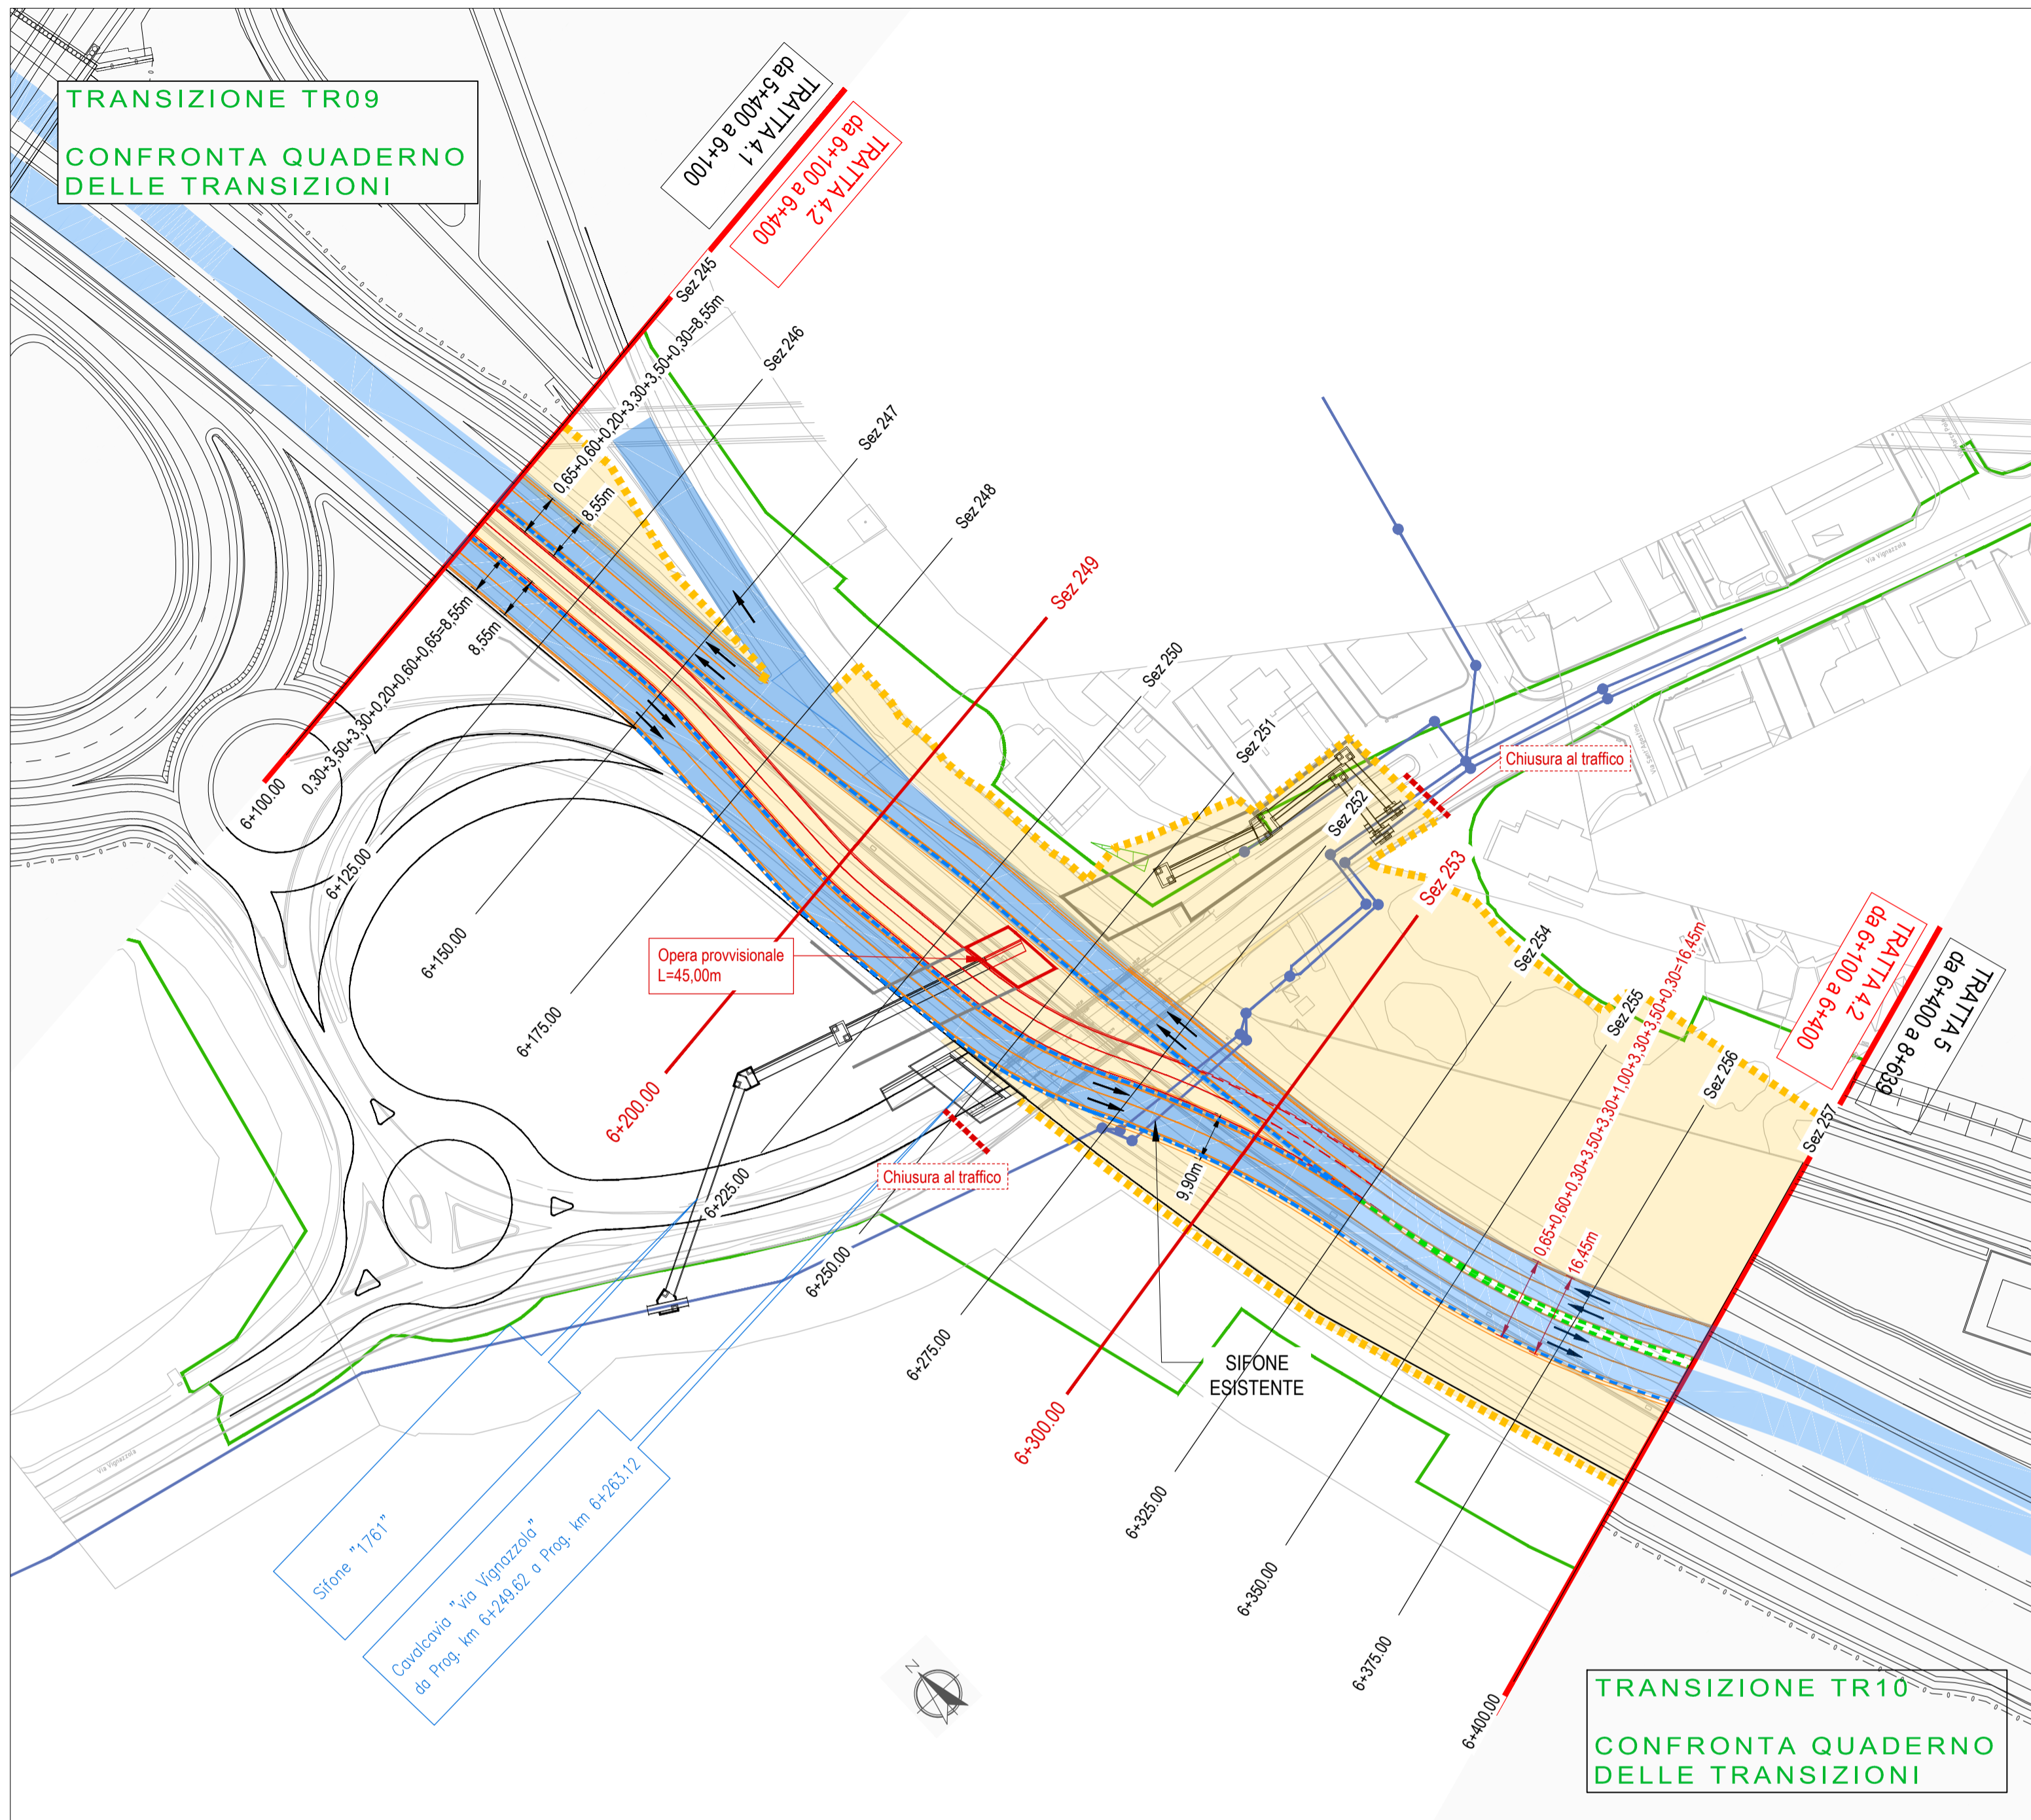 TRANSIZIONE TR09
CONFRONTA QUADERNO
DELLE TRANSIZIONI
TRATTA 4.1
da 5+400 a 6+100
TRATTA 4.2
da 6+100 a 6+400
Sez 245
0,65+0,60+0,20+3,30+3,50+0,30=8,55m
8,55m
Sez 246
Sez 247
Sez 248
Sez 249
Sez 250
Sez 251
Sez 252
Sez 253
Sez 254
Sez 255
Sez 256
Sez 257
0,30+3,50+3,30+0,20+0,60+0,65=8,55m
8,55m
6+100.00
6+125.00
6+150.00
6+175.00
6+200.00
6+225.00
6+250.00
6+275.00
6+300.00
6+325.00
6+350.00
6+375.00
6+400.00
Opera provvisionale
L=45,00m
Chiusura al traffico
Chiusura al traffico
Via Vignazzola
Via Sant'Agostino
9,90m
0,65+0,60+0,30+3,50+3,30+1,00+3,30+3,50+0,30=16,45m
16,45m
TRATTA 4.2
da 6+100 a 6+400
TRATTA 5
da 6+400 a 8+639
SIFONE
ESISTENTE
Via Vignazzola
Sifone "1761"
Cavalcavia "via Vignazzola"
da Prog. km 6+249.62 a Prog. km 6+263.12
N
TRANSIZIONE TR10
CONFRONTA QUADERNO
DELLE TRANSIZIONI